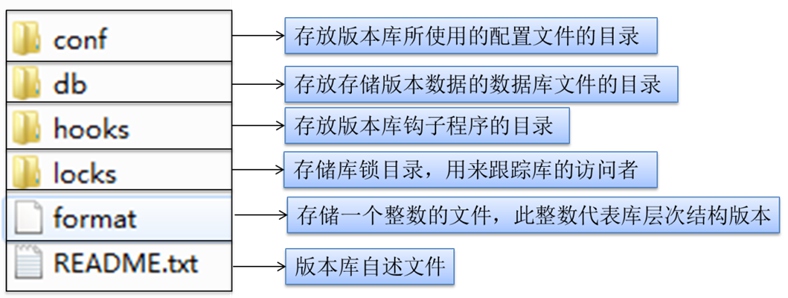 conf
存放版本库所使用的配置文件的目录
db
存放存储版本数据的数据库文件的目录
hooks
存放版本库钩子程序的目录
locks
存储库锁目录，用来跟踪库的访问者
format
存储一个整数的文件，此整数代表库层次结构版本
README.txt
版本库自述文件